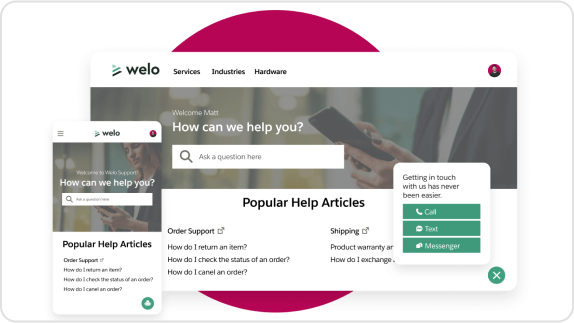 welo
Services Industries Hardware
Welcome Matt
How can we help you?
Ask a question here
Popular Help Articles
Order Support
How do I return an item?
How do I check the status of an order?
How do I canel an order?
Shipping
Product warranty ar
How do I exchange
Getting in touch
with us has never
been easier.
Call
Text
Messenger
welo
Welcome to Welo Support!
How can we help you?
Ask a question here
Popular Help Articles
Order Support
How do I return an item?
How do I check the status of an order?
How do I canel an order?